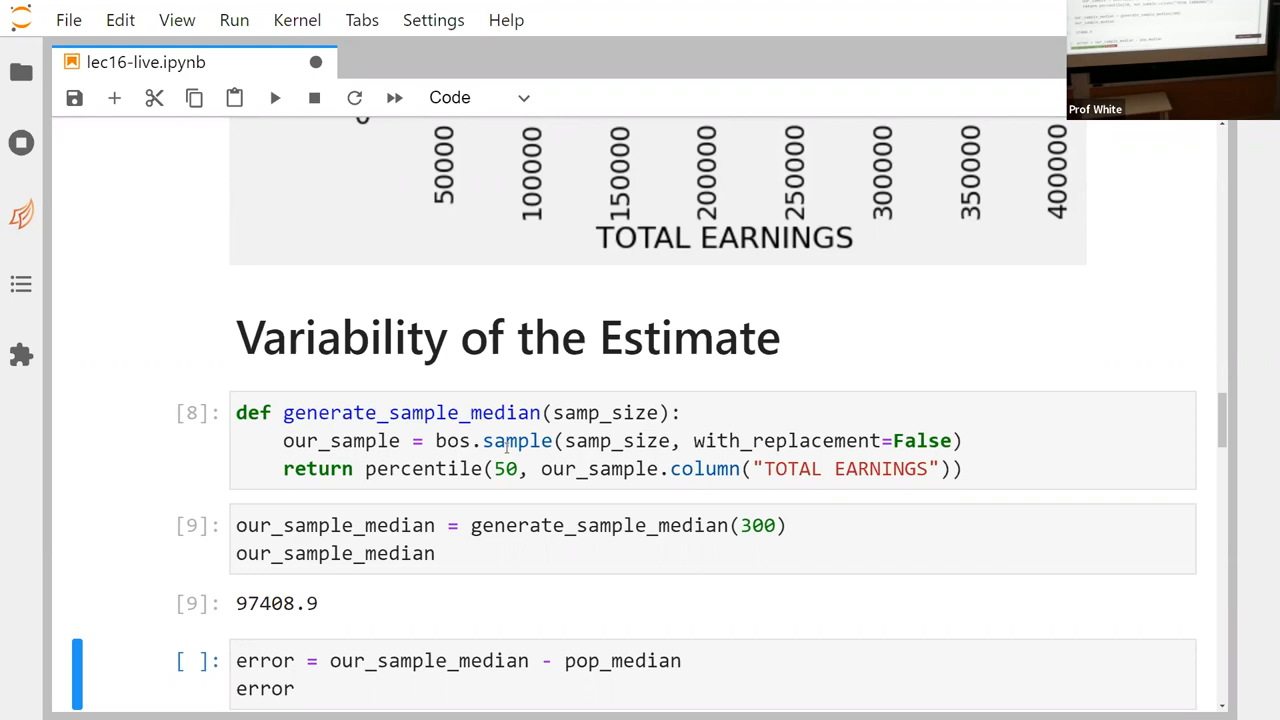 File Edit View Run Kernel Tabs Settings Help
lec16-live.ipynb
Code
Prof White
50000 100000 150000 200000 250000 300000 350000 400000
TOTAL EARNINGS
Variability of the Estimate
[8]: def generate_sample_median(samp_size):
our_sample = bos.sample(samp_size, with_replacement=False)
return percentile(50, our_sample.column("TOTAL EARNINGS"))
[9]: our_sample_median = generate_sample_median(300)
our_sample_median
[9]: 97408.9
[ ]: error = our_sample_median - pop_median
error